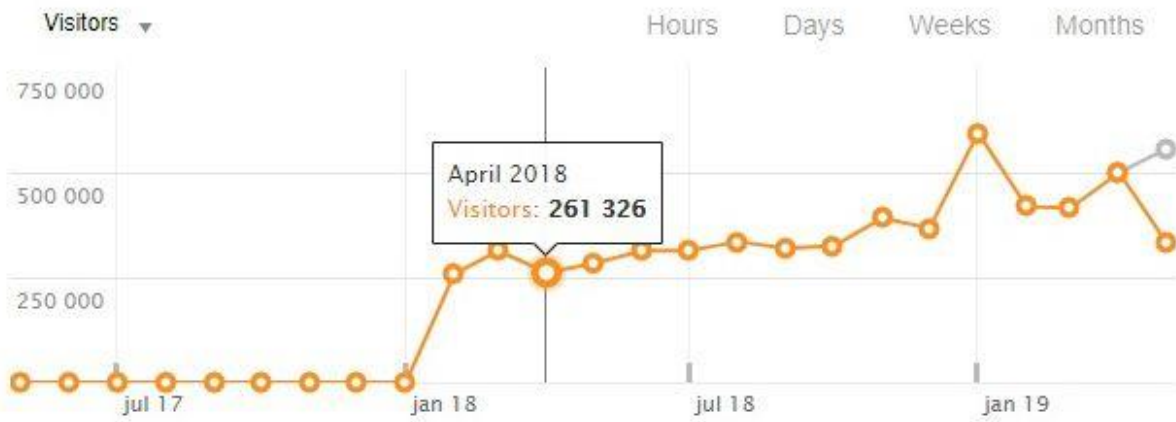 Visitors
Hours Days Weeks Months
750 000
April 2018
Visitors: 261 326
500 000
250 000
jul 17 jan 18 jul 18 jan 19